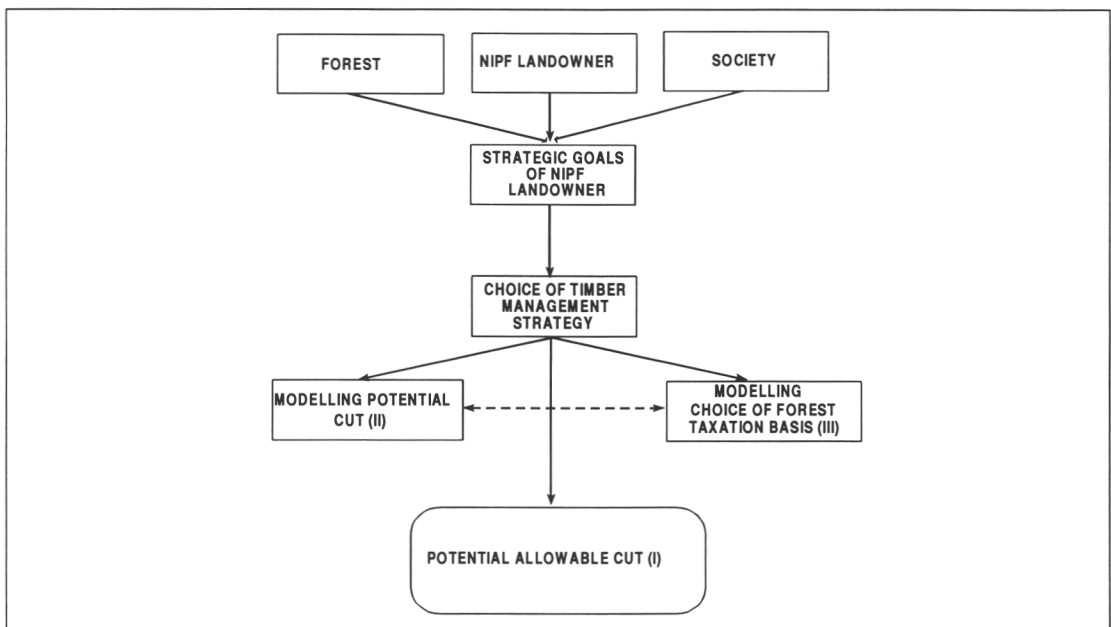 FOREST
NIPF LANDOWNER
SOCIETY
STRATEGIC GOALS
OF NIPF
LANDOWNER
CHOICE OF TIMBER
MANAGEMENT
STRATEGY
MODELLING POTENTIAL
CUT (II)
MODELLING
CHOICE OF FOREST
TAXATION BASIS (III)
POTENTIAL ALLOWABLE CUT (I)